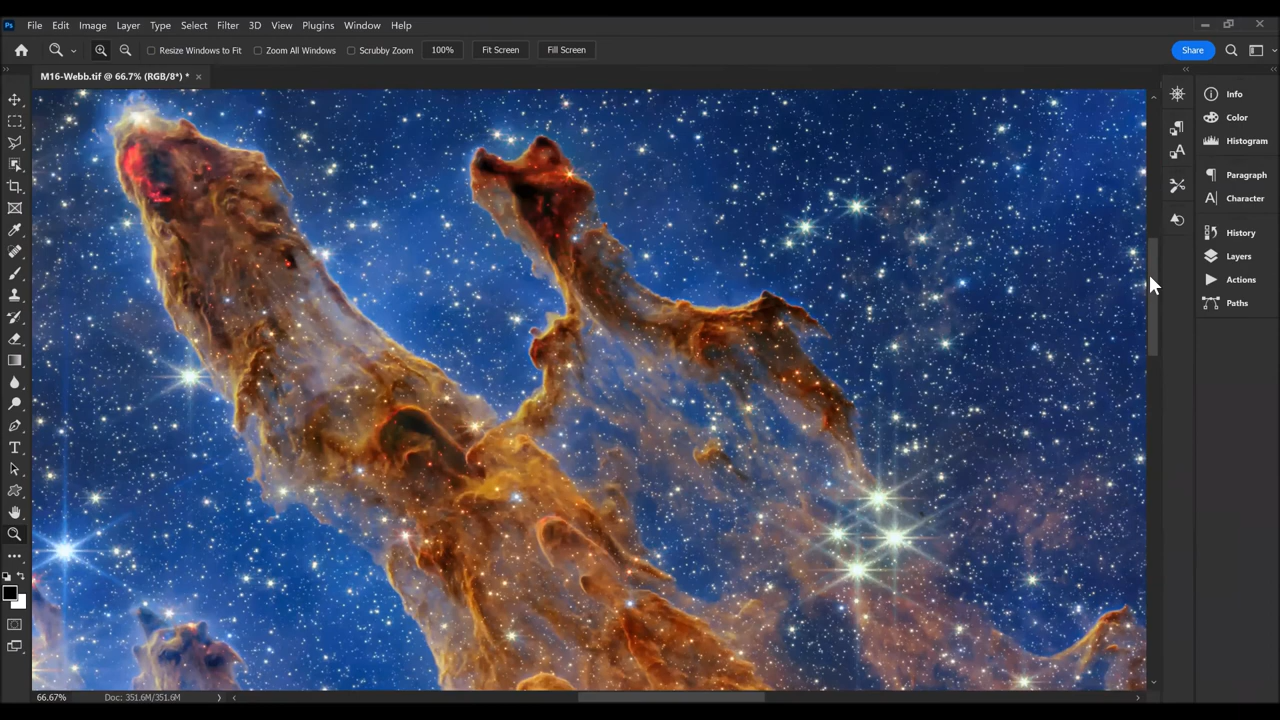 Ps File Edit Image Layer Type Select Filter 3D View Plugins Window Help
Resize Windows to Fit Zoom All Windows Scrubby Zoom 100% Fit Screen Fill Screen Share
M16-Webb.tif @ 66.7% (RGB/8*) * ×
Info
Color
Histogram
Paragraph
Character
History
Layers
Actions
Paths
66.67% Doc: 351.6M/351.6M